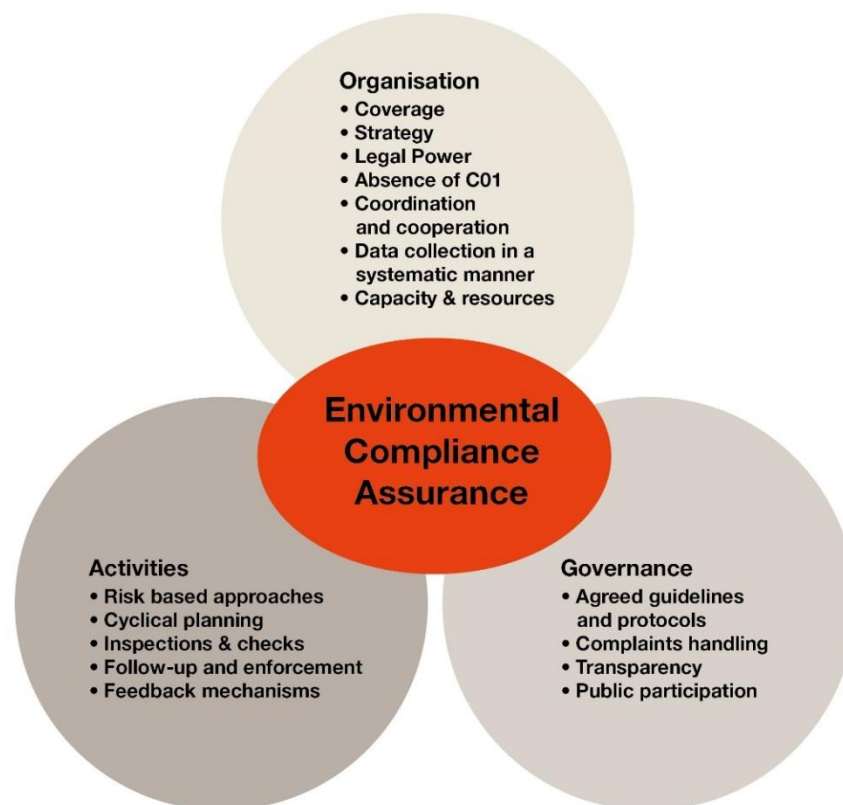 Organisation
• Coverage
• Strategy
• Legal Power
• Absence of C01
• Coordination
and cooperation
• Data collection in a
systematic manner
• Capacity & resources
Environmental
Compliance
Assurance
Activities
• Risk based approaches
• Cyclical planning
• Inspections & checks
• Follow-up and enforcement
• Feedback mechanisms
Governance
• Agreed guidelines
and protocols
• Complaints handling
• Transparency
• Public participation